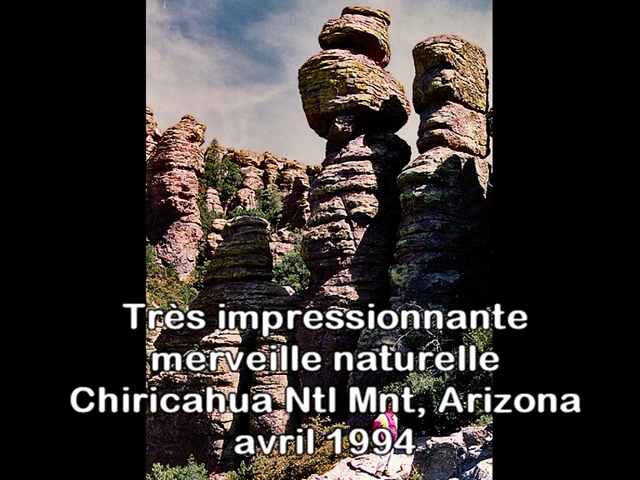 Très impressionnante
merveille naturelle
Chiricahua Ntl Mnt, Arizona
avril 1994